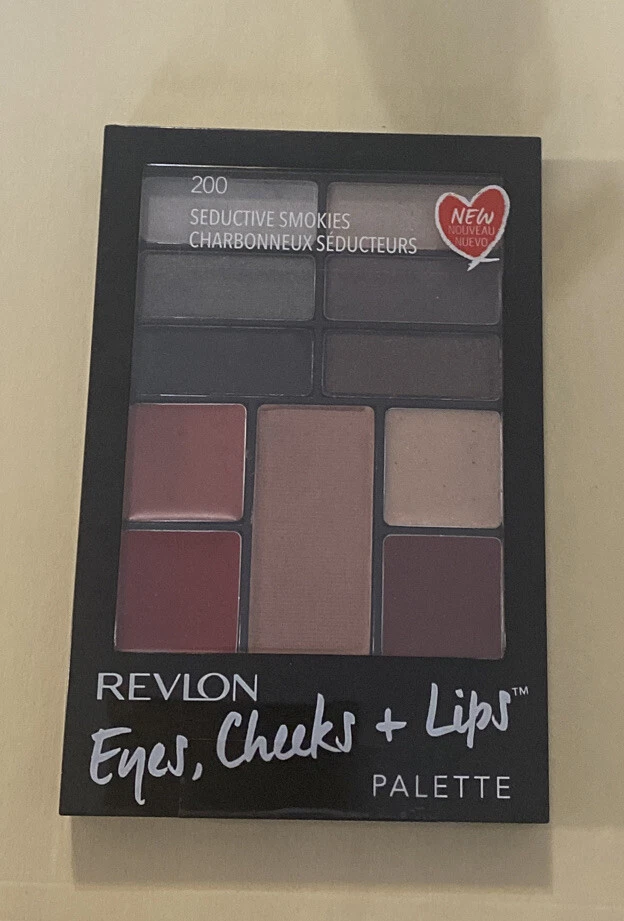 200
SEDUCTIVE SMOKIES
CHARBONNEUX SÉDUCTEURS
NEW
NOUVEAU
NUEVO
REVLON
Eyes, Cheeks + Lips™
PALETTE